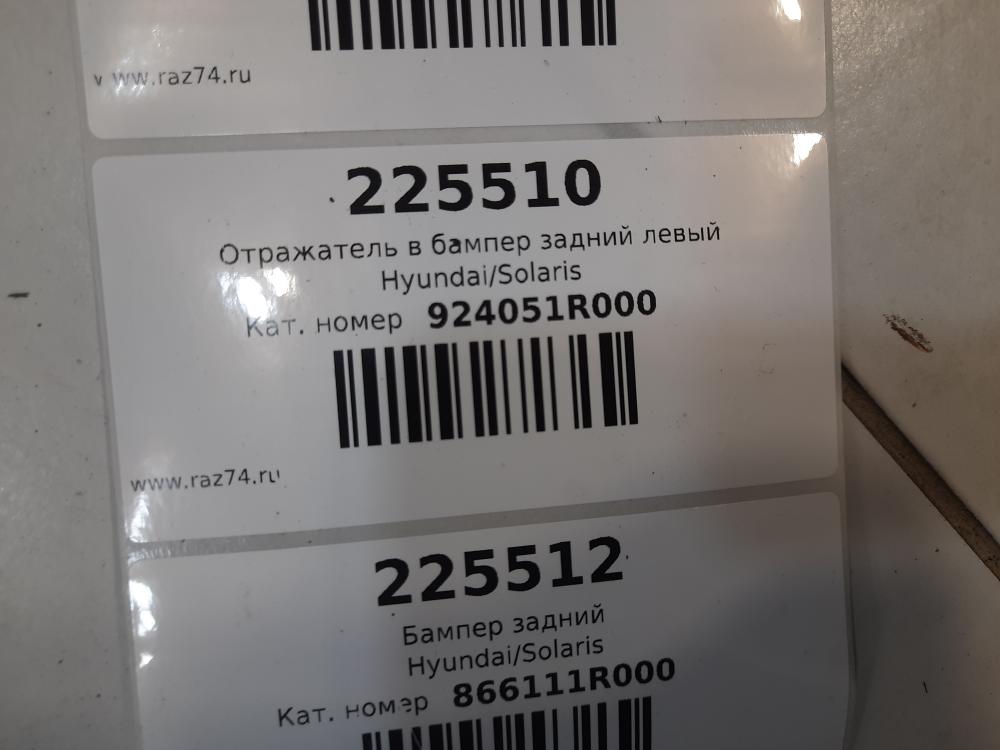 www.raz74.ru
225510
Отражатель в бампер задний левый
Hyundai/Solaris
Кат. номер 924051R000
www.raz74.ru
225512
Бампер задний
Hyundai/Solaris
Кат. номер 866111R000